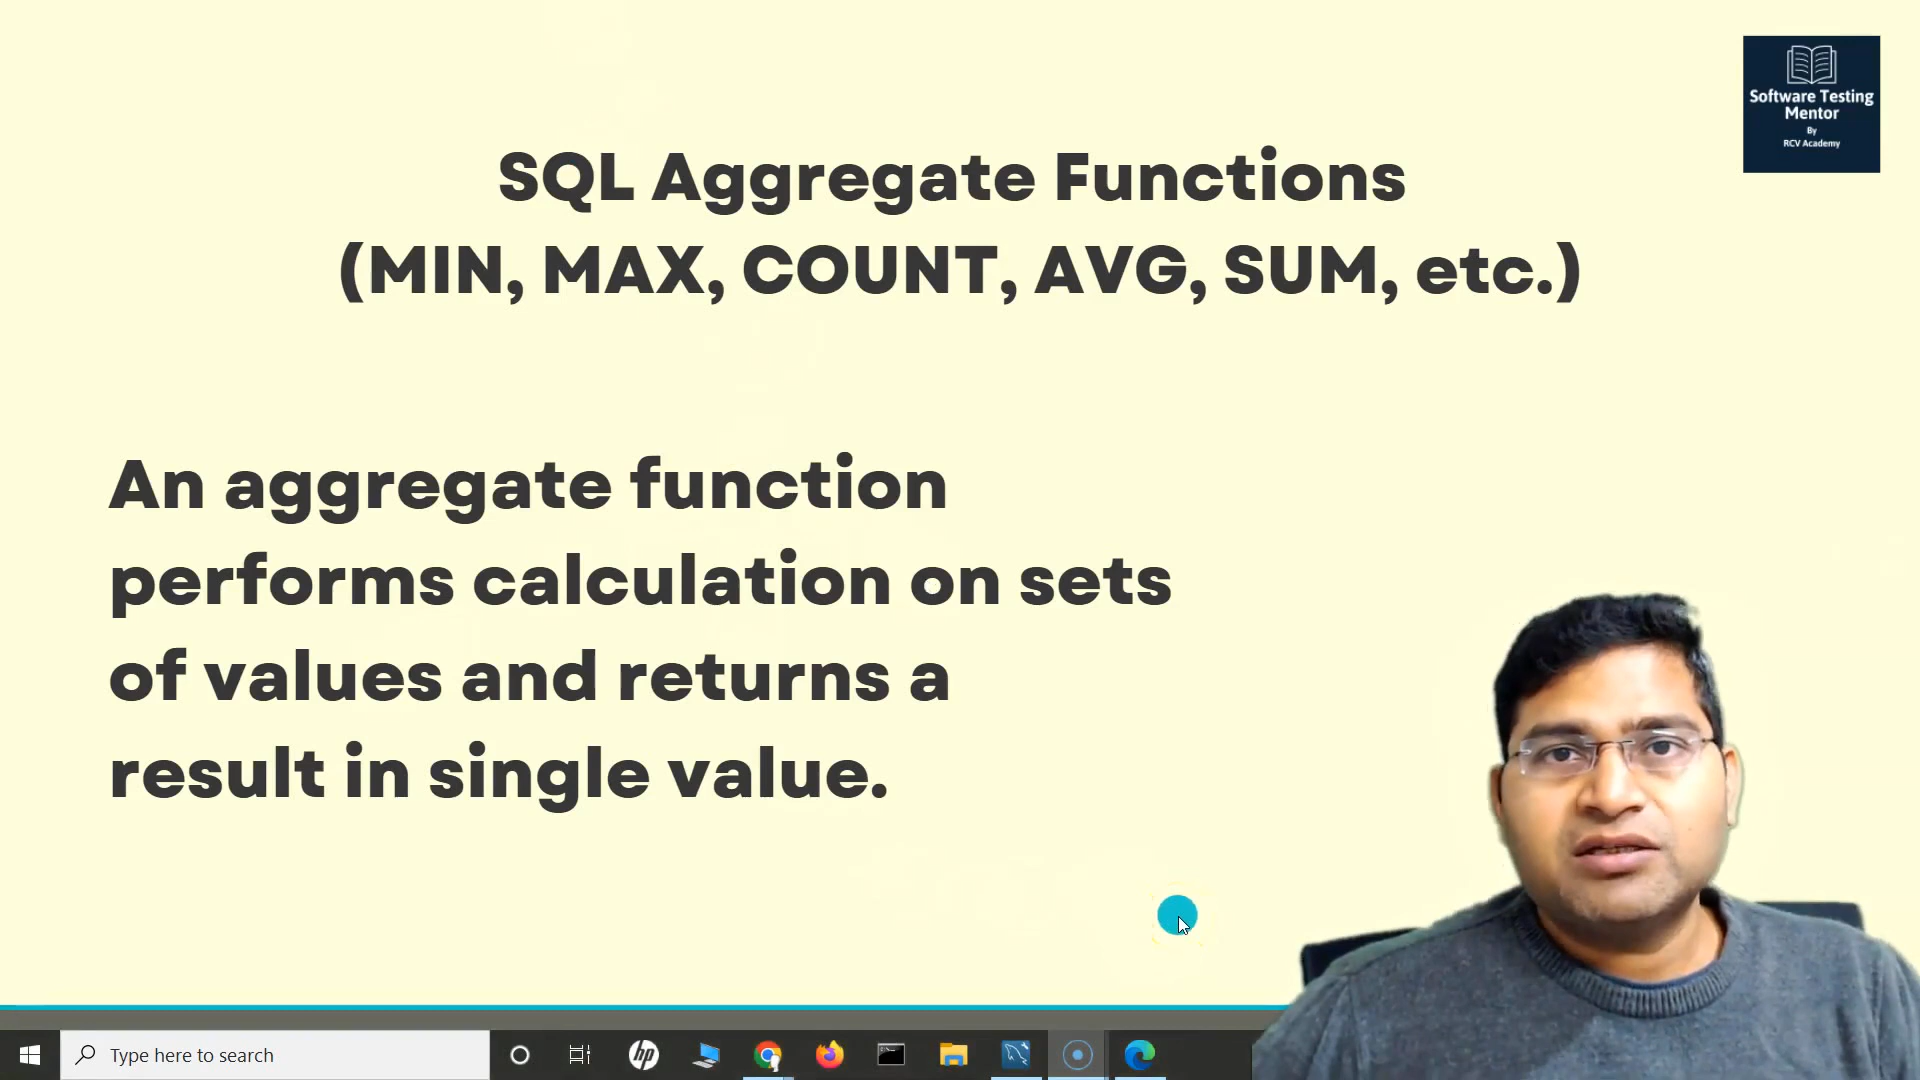 Software Testing
Mentor
By
RCV Academy
SQL Aggregate Functions
(MIN, MAX, COUNT, AVG, SUM, etc.)
An aggregate function
performs calculation on sets
of values and returns a
result in single value.
Type here to search
hp